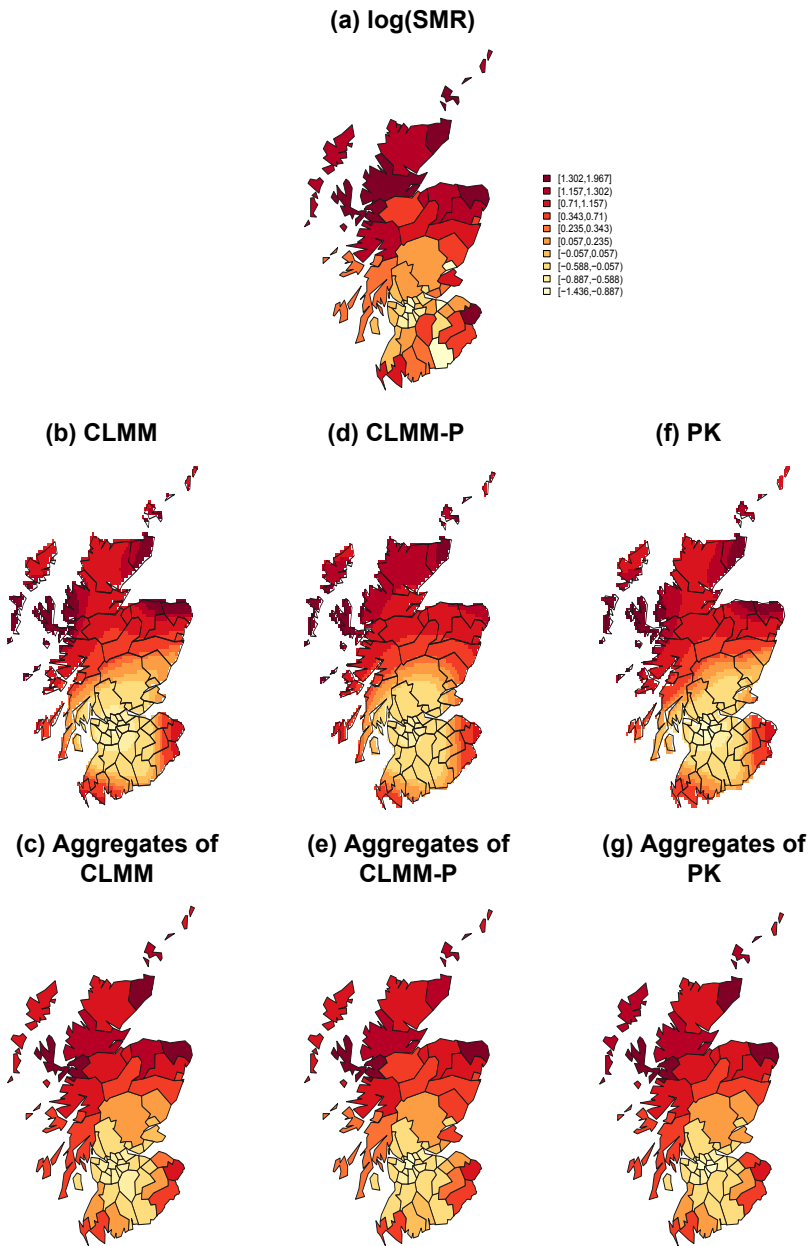 (a) log(SMR)
[1.302,1.967]
[1.157,1.302)
[0.71,1.157)
[0.343,0.71)
[0.235,0.343)
[0.057,0.235)
[−0.057,0.057)
[−0.588,−0.057)
[−0.887,−0.588)
[−1.436,−0.887)
(b) CLMM
(d) CLMM-P
(f) PK
(c) Aggregates of
CLMM
(e) Aggregates of
CLMM-P
(g) Aggregates of
PK